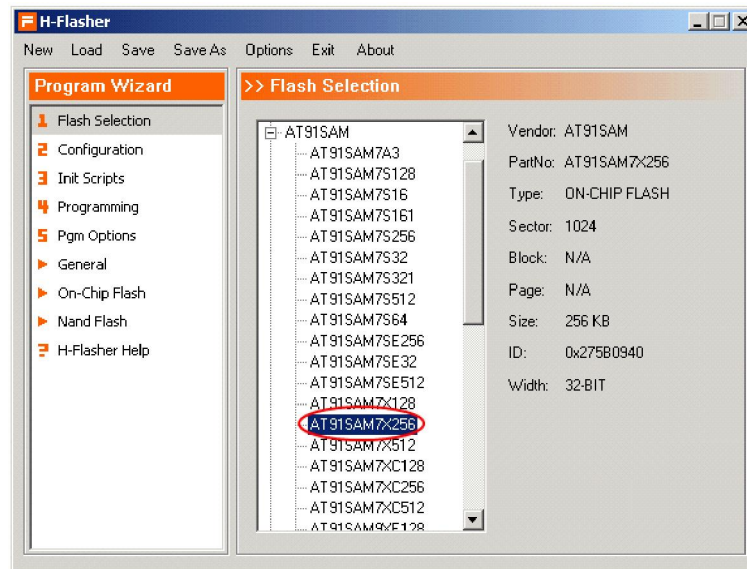 H-Flasher
New Load Save Save As Options Exit About
Program Wizard
1 Flash Selection
2 Configuration
3 Init Scripts
4 Programming
5 Pgm Options
General
On-Chip Flash
Nand Flash
? H-Flasher Help
>> Flash Selection
AT91SAM
AT91SAM7A3
AT91SAM7S128
AT91SAM7S16
AT91SAM7S161
AT91SAM7S256
AT91SAM7S32
AT91SAM7S321
AT91SAM7S512
AT91SAM7S64
AT91SAM7SE256
AT91SAM7SE32
AT91SAM7SE512
AT91SAM7X128
AT91SAM7X256
AT91SAM7X512
AT91SAM7XC128
AT91SAM7XC256
AT91SAM7XC512
AT91SAM9XE128
Vendor: AT91SAM
PartNo: AT91SAM7X256
Type: ON-CHIP FLASH
Sector: 1024
Block: N/A
Page: N/A
Size: 256 KB
ID: 0x275B0940
Width: 32-BIT